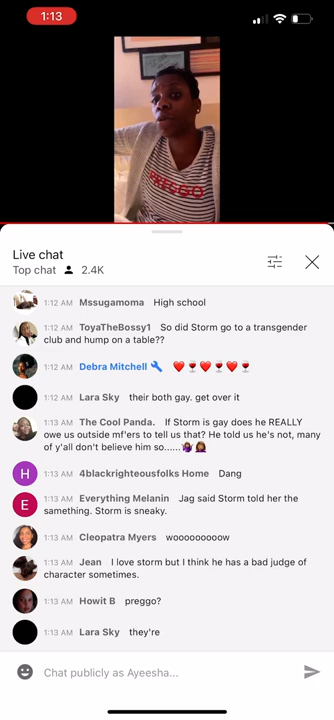 1:13
PREGGO
Live chat
Top chat 2.4K
1:12 AM Mssugamoma High school
1:12 AM ToyaTheBossy1 So did Storm go to a transgender
club and hump on a table??
1:12 AM Debra Mitchell ❤️🍷❤️🍷❤️🍷
1:12 AM Lara Sky their both gay. get over it
1:13 AM The Cool Panda. If Storm is gay does he REALLY
owe us outside mf'ers to tell us that? He told us he's not, many
of y'all don't believe him so......🤷🏾‍♀️🤦🏾‍♀️
H 1:13 AM 4blackrighteousfolks Home Dang
E 1:13 AM Everything Melanin Jag said Storm told her the
samething. Storm is sneaky.
1:13 AM Cleopatra Myers wooooooooow
1:13 AM Jean I love storm but I think he has a bad judge of
character sometimes.
1:13 AM Howit B preggo?
1:13 AM Lara Sky they're
Chat publicly as Ayeesha...